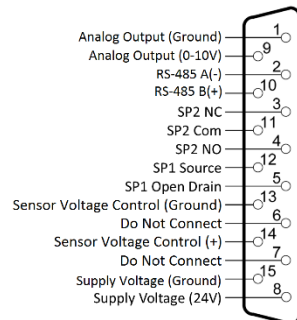 Analog Output (Ground) 1
Analog Output (0-10V) 9
RS-485 A(-) 2
RS-485 B(+) 10
SP2 NC 3
SP2 Com 11
SP2 NO 4
SP1 Source 12
SP1 Open Drain 5
Sensor Voltage Control (Ground) 13
Do Not Connect 6
Sensor Voltage Control (+) 14
Do Not Connect 7
Supply Voltage (Ground) 15
Supply Voltage (24V) 8